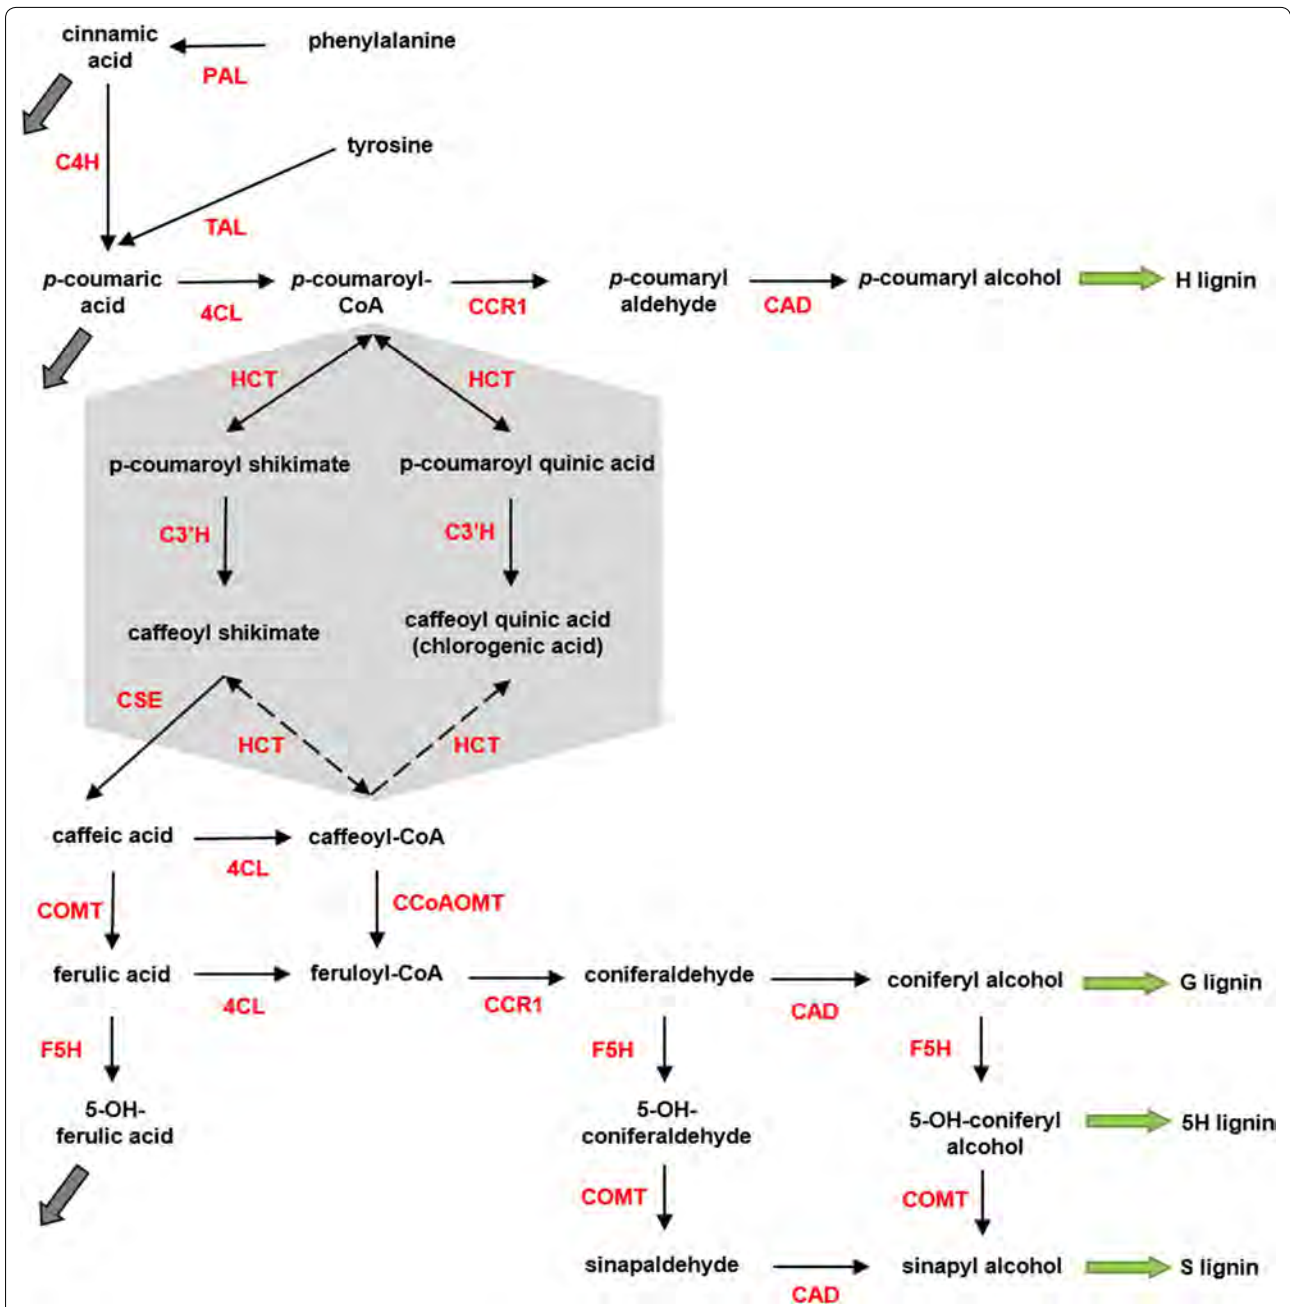 cinnamic
acid
phenylalanine
PAL
tyrosine
C4H
TAL
p-coumaric
acid
4CL
p-coumaroyl-
CoA
CCR1
p-coumaryl
aldehyde
CAD
p-coumaryl alcohol
H lignin
HCT
HCT
p-coumaroyl shikimate
p-coumaroyl quinic acid
C3'H
C3'H
caffeoyl shikimate
caffeoyl quinic acid
(chlorogenic acid)
CSE
HCT
HCT
caffeic acid
4CL
caffeoyl-CoA
COMT
CCoAOMT
ferulic acid
4CL
feruloyl-CoA
CCR1
coniferaldehyde
CAD
coniferyl alcohol
G lignin
F5H
F5H
F5H
5-OH-
ferulic acid
5-OH-
coniferaldehyde
5-OH-coniferyl
alcohol
5H lignin
COMT
COMT
sinapaldehyde
CAD
sinapyl alcohol
S lignin